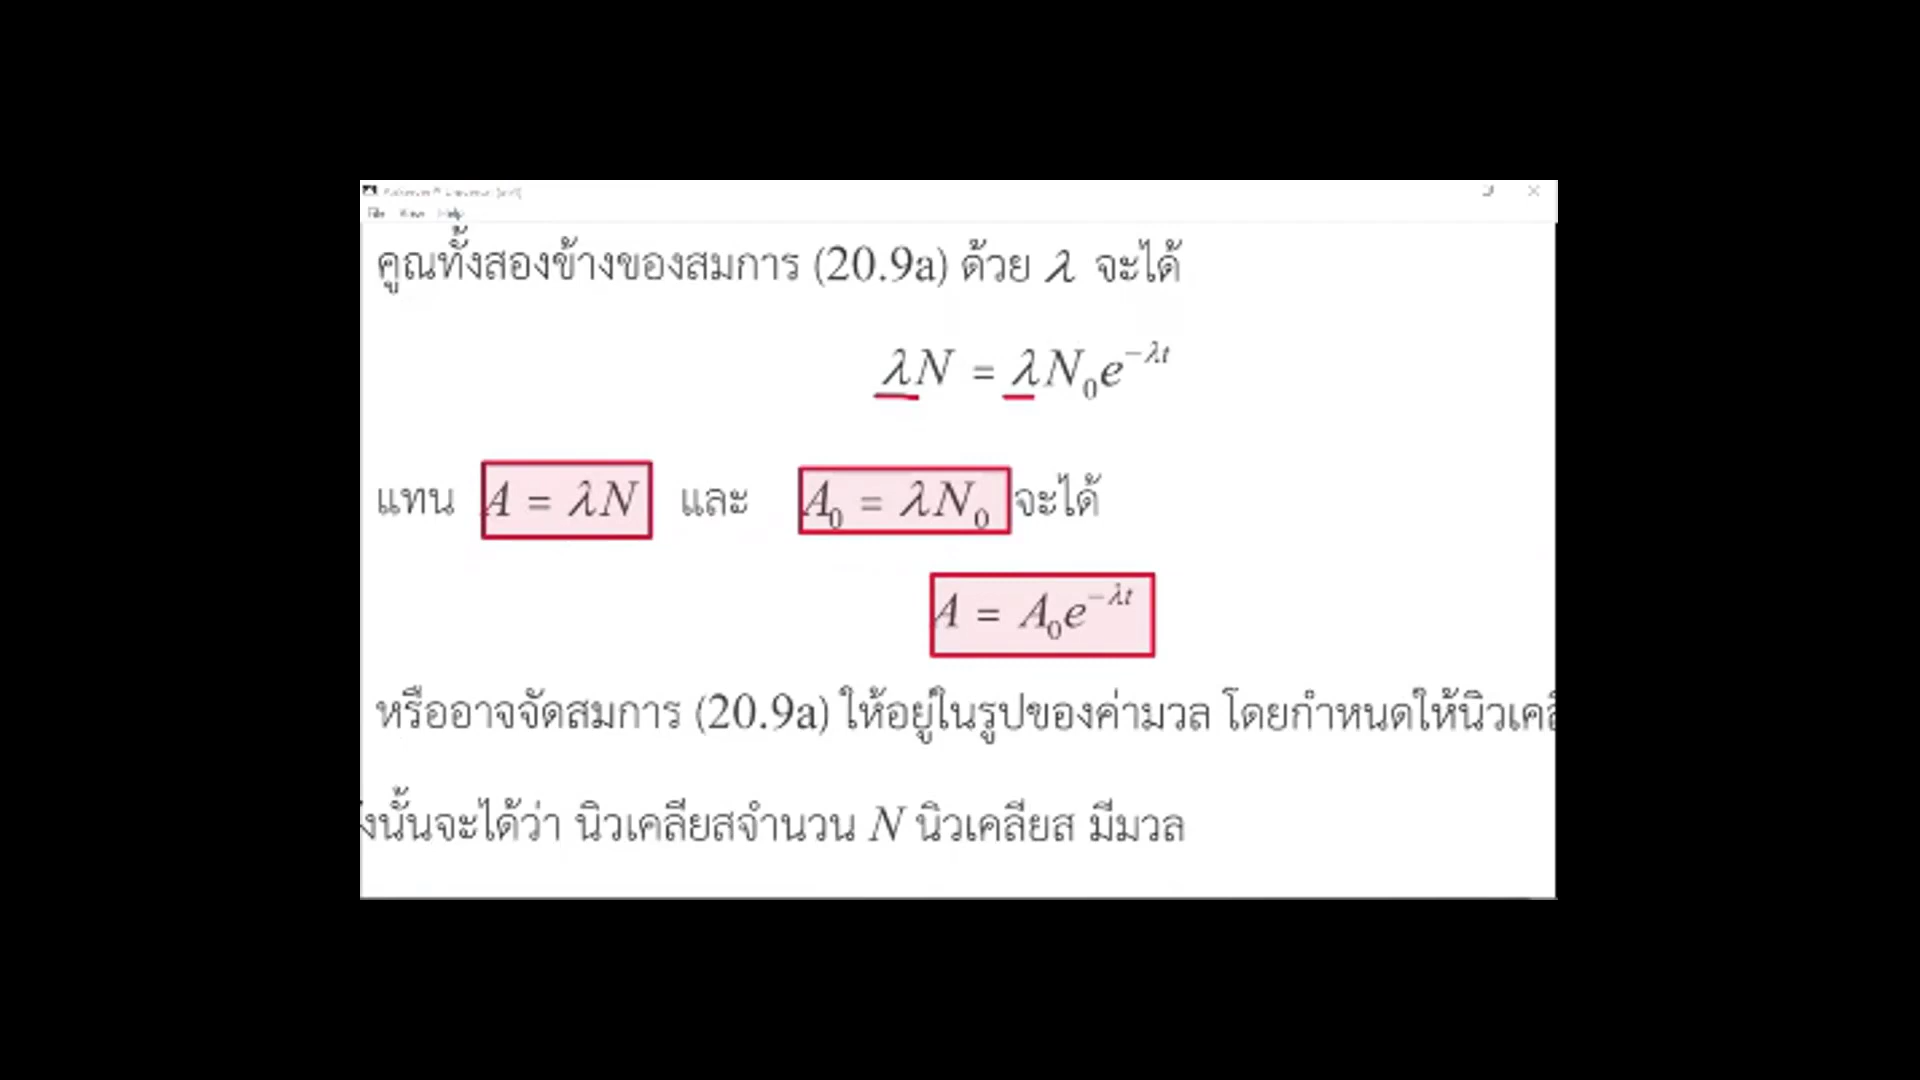 File View Help
คูณทั้งสองข้างของสมการ (20.9a) ด้วย λ จะได้
λN = λN₀e^{-λt}
แทน A = λN และ A₀ = λN₀ จะได้
A = A₀e^{-λt}
หรืออาจจัดสมการ (20.9a) ให้อยู่ในรูปของค่ามวล โดยกำหนดให้
งนั้นจะได้ว่า นิวเคลียสจำนวน N นิวเคลียส มีมวล